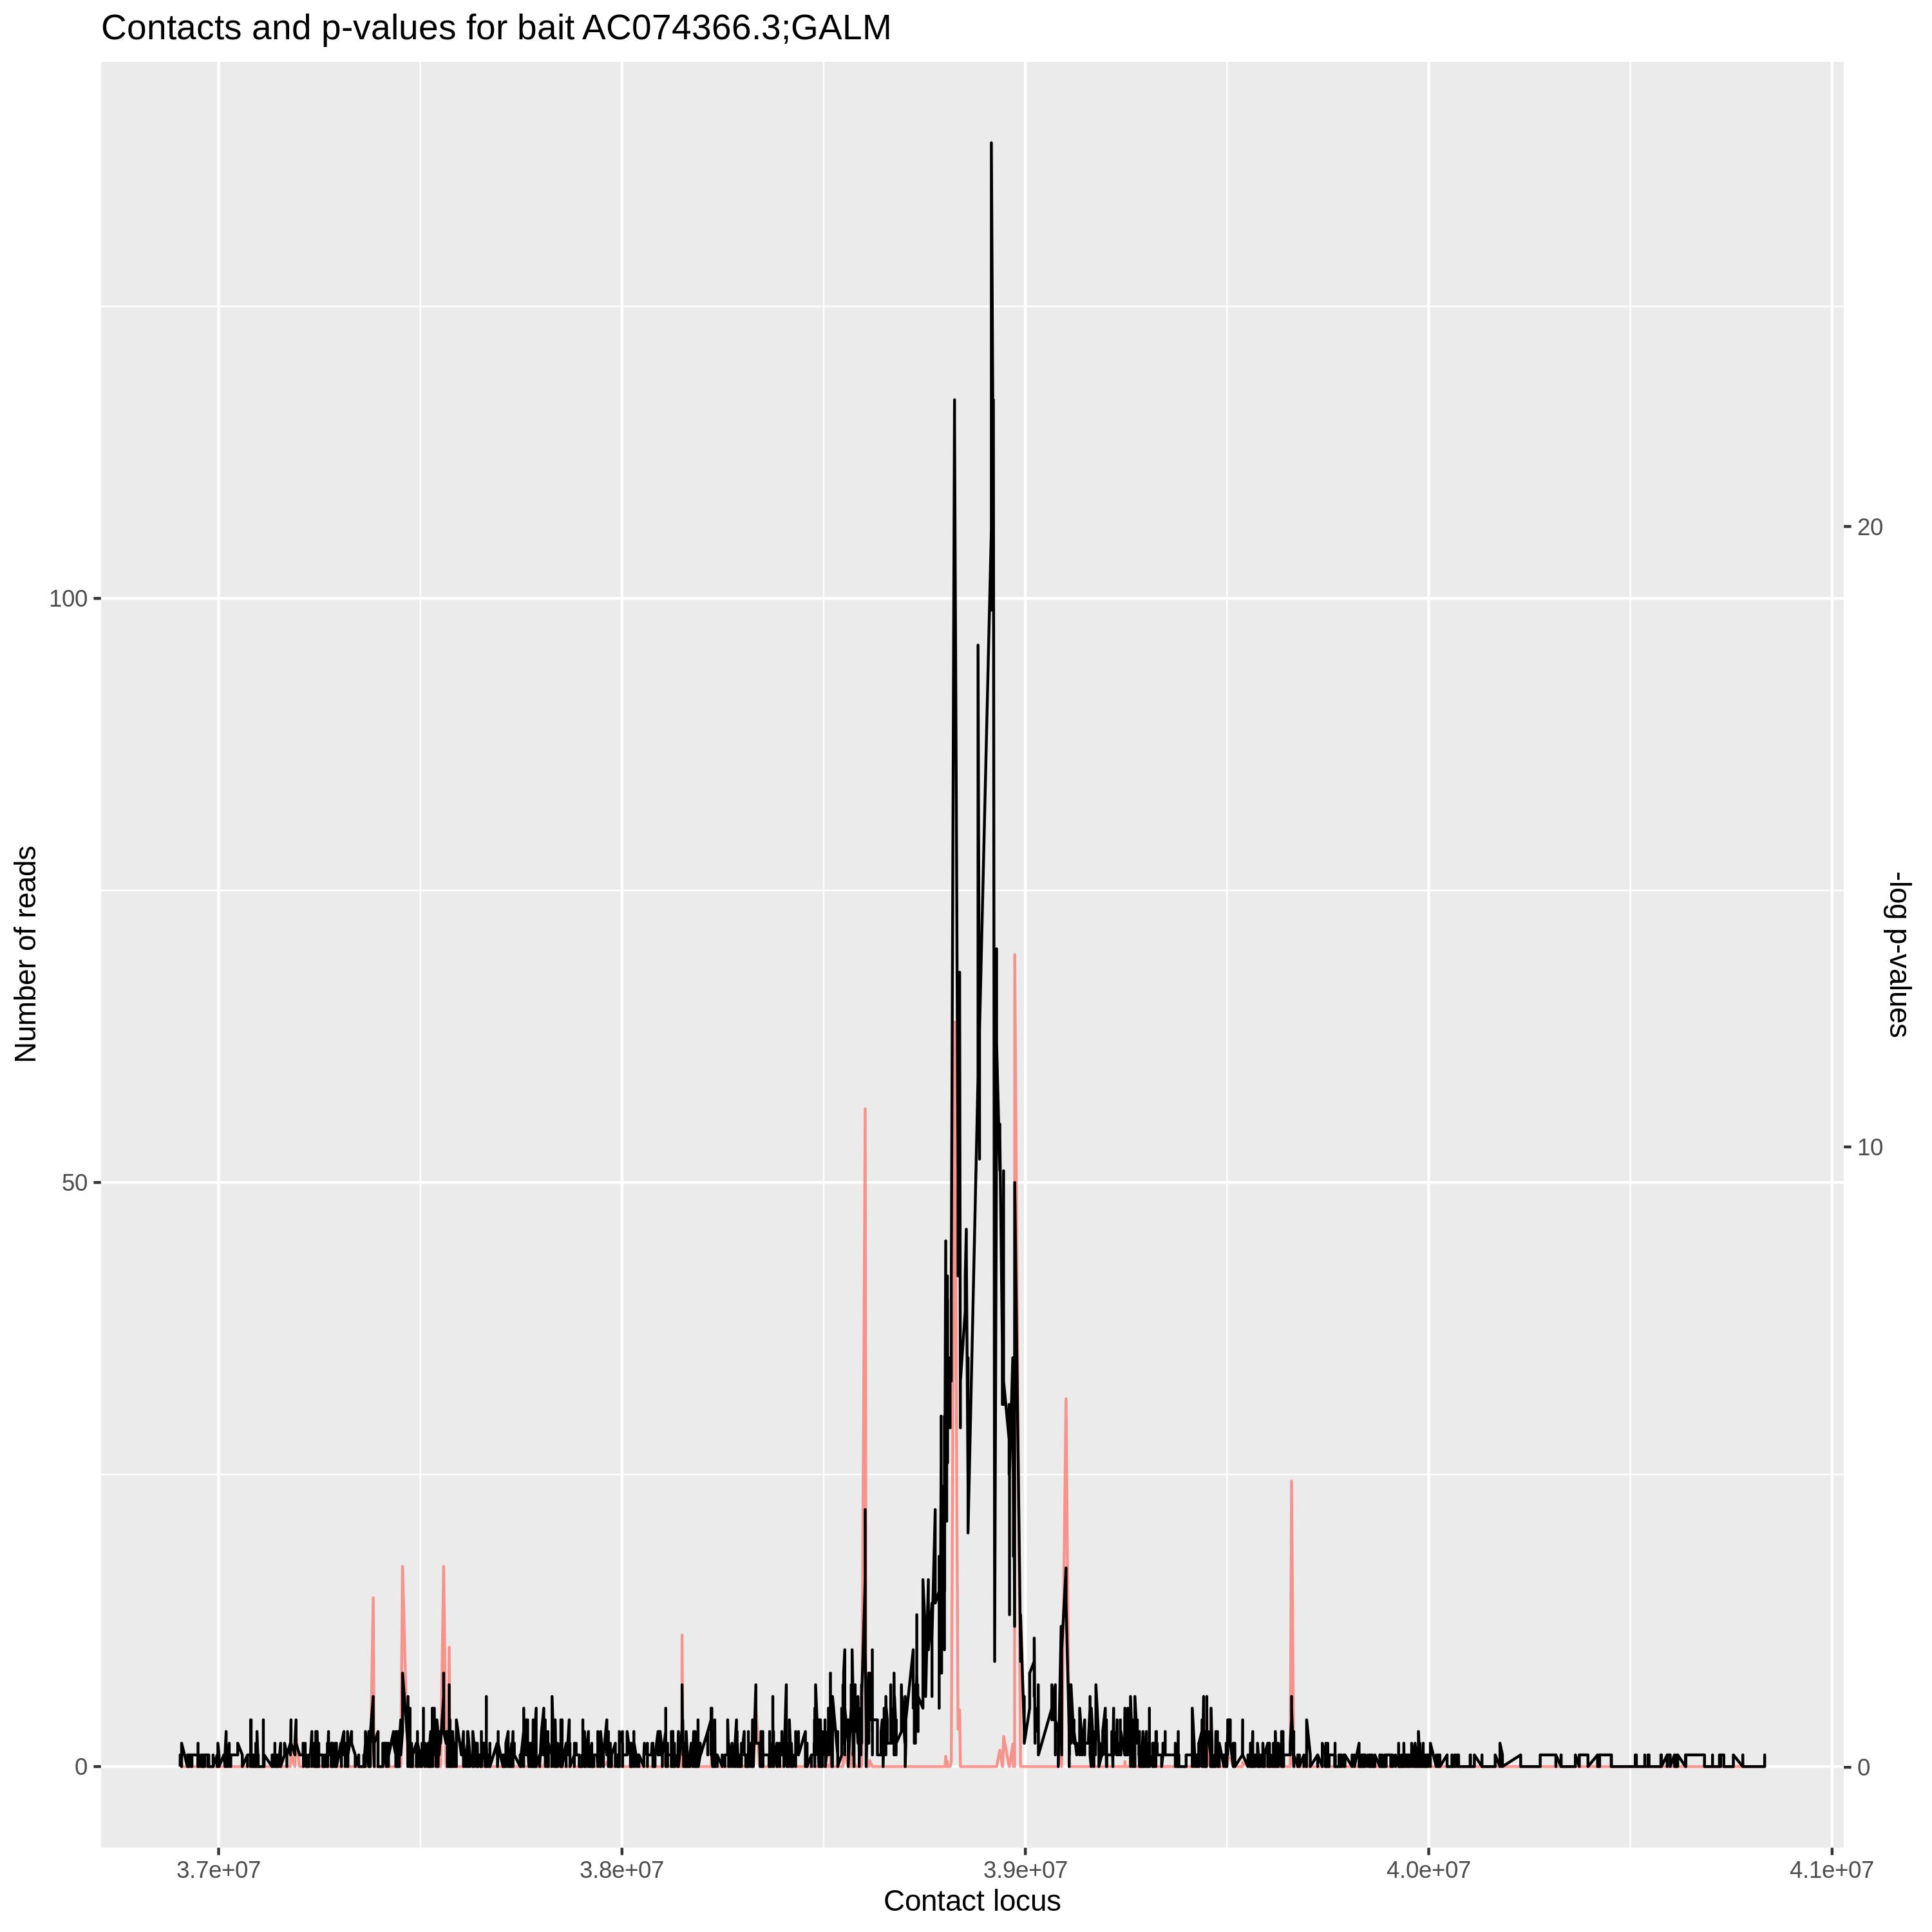 Contacts and p-values for bait AC074366.3;GALM
Number of reads
100
50
0
20
10
0
-log p-values
3.7e+07
3.8e+07
3.9e+07
4.0e+07
4.1e+07
Contact locus